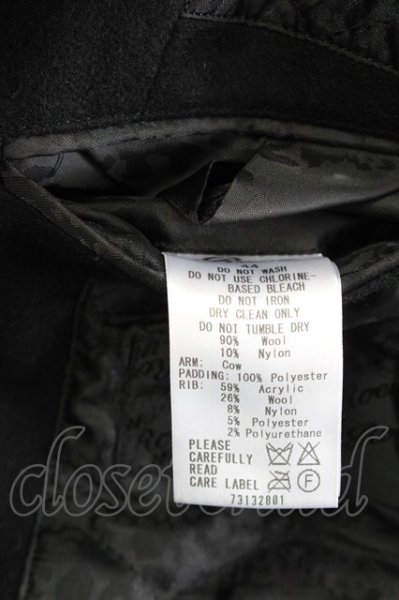 44
DO NOT WASH
DO NOT USE CHLORINE-
BASED BLEACH
DO NOT IRON
DRY CLEAN ONLY
DO NOT TUMBLE DRY
90% Wool
10% Nylon
ARM: Cow
PADDING: 100% Polyester
RIB: 59% Acrylic
26% Wool
8% Nylon
5% Polyester
2% Polyurethane
PLEASE
CAREFULLY
READ
CARE LABEL
F
73132801
closet child